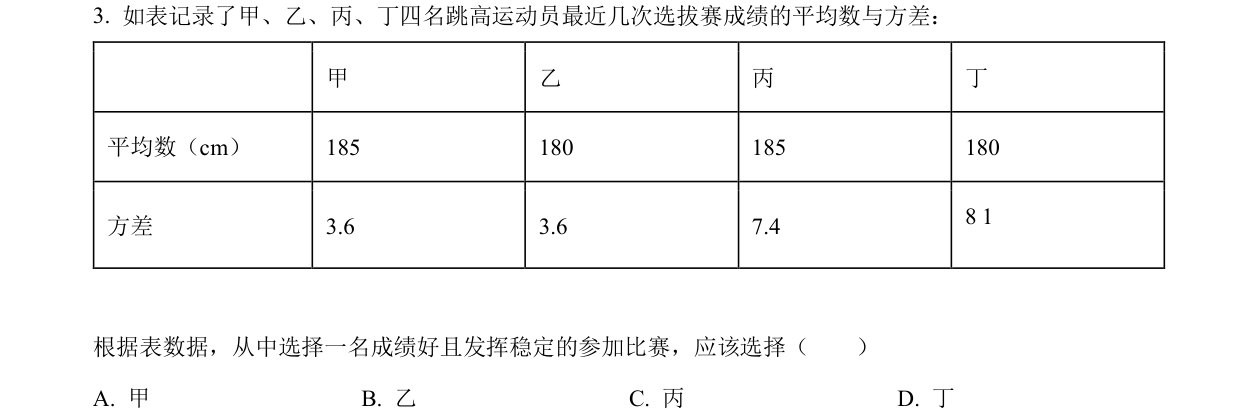 3. 如表记录了甲、乙、丙、丁四名跳高运动员最近几次选拔赛成绩的平均数与方差：
甲 乙 丙 丁
平均数（cm） 185 180 185 180
方差 3.6 3.6 7.4 8 1
根据表数据，从中选择一名成绩好且发挥稳定的参加比赛，应该选择（　　）
A. 甲 B. 乙 C. 丙 D. 丁